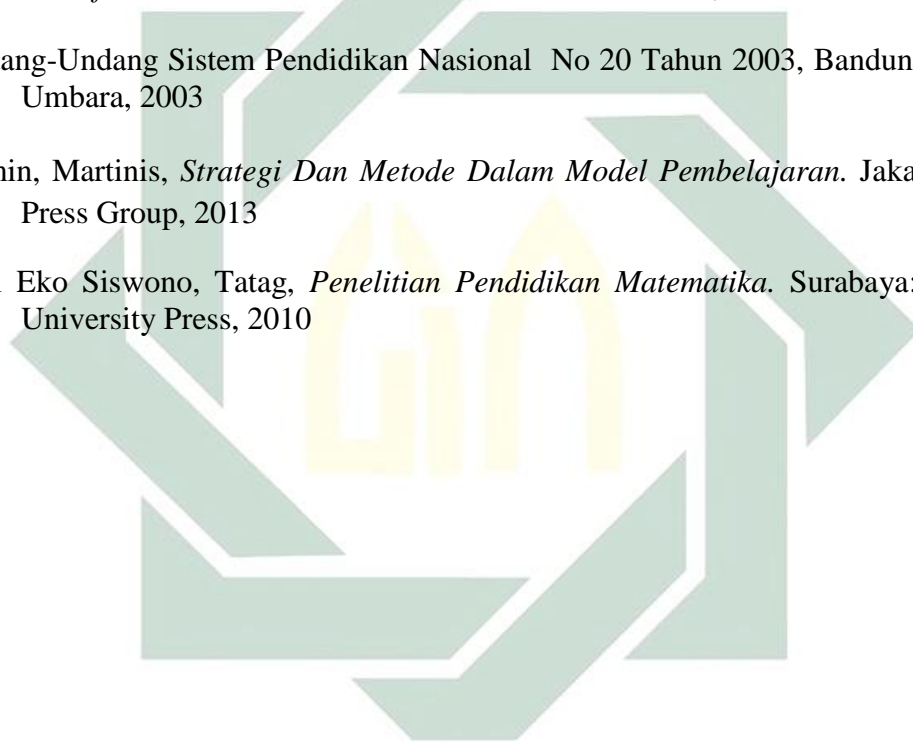 ang-Undang Sistem Pendidikan Nasional No 20 Tahun 2003, Bandun
Umbara, 2003
nin, Martinis, Strategi Dan Metode Dalam Model Pembelajaran. Jaka
Press Group, 2013
Eko Siswono, Tatag, Penelitian Pendidikan Matematika. Surabaya:
University Press, 2010